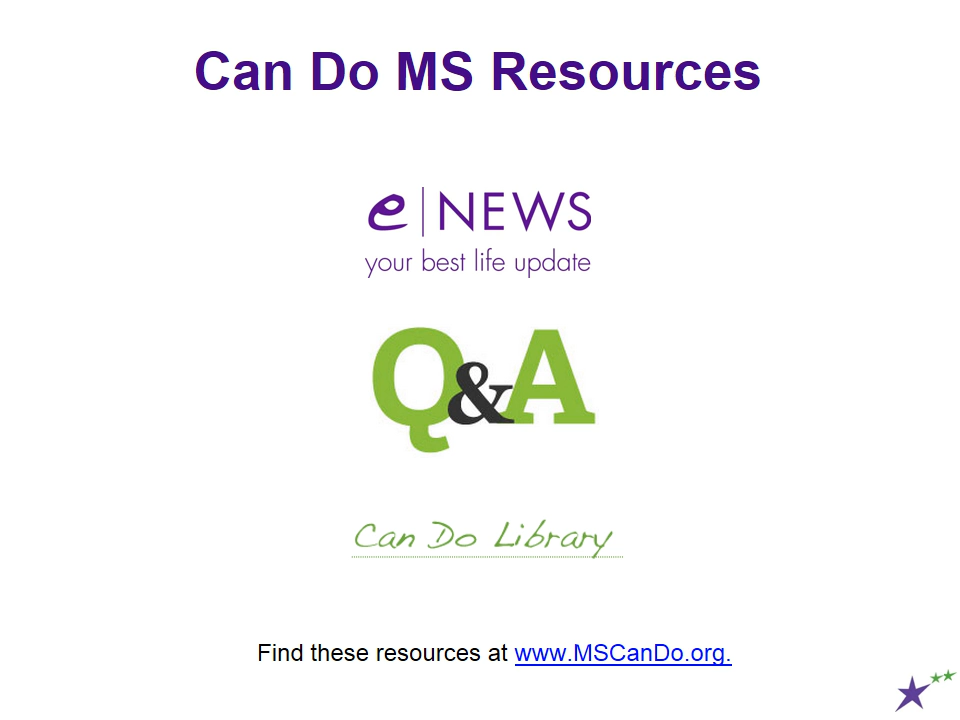 Can Do MS Resources
e|NEWS
your best life update
Q&A
Can Do Library
Find these resources at www.MSCanDo.org.